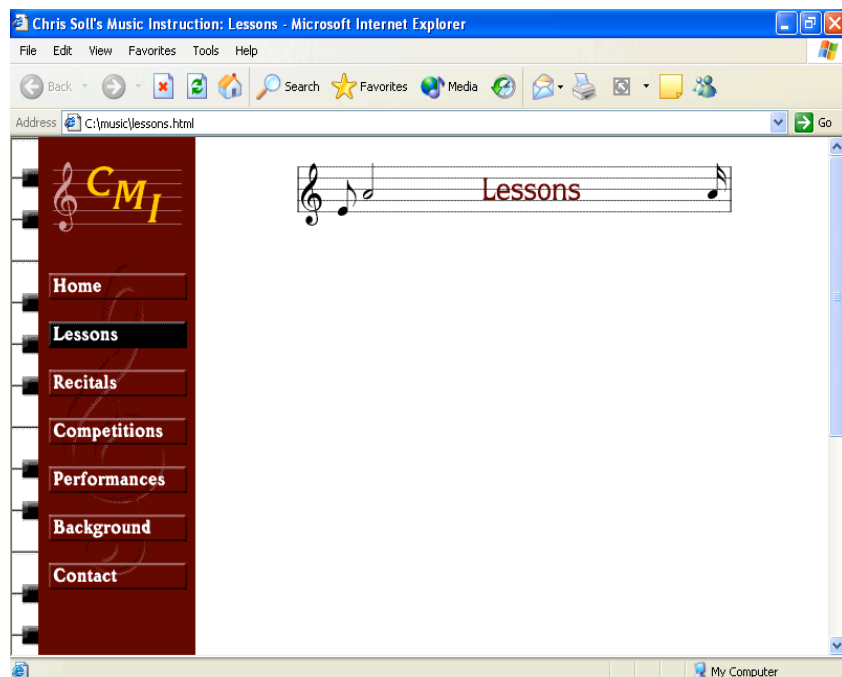 Chris Soll's Music Instruction: Lessons - Microsoft Internet Explorer
File Edit View Favorites Tools Help
Back Search Favorites Media
Address C:\music\lessons.html Go
CMI
Lessons
Home
Lessons
Recitals
Competitions
Performances
Background
Contact
My Computer